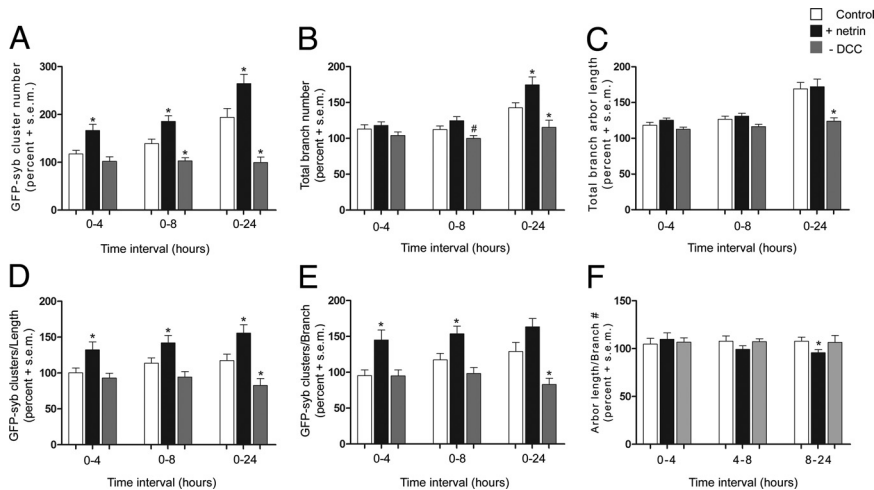 Control
+ netrin
- DCC
A
GFP-syb cluster number
(percent + s.e.m.)
300
200
100
0
0-4
0-8
0-24
Time interval (hours)
*
*
*
*
*
B
Total branch number
(percent + s.e.m.)
200
150
100
50
0
0-4
0-8
0-24
Time interval (hours)
#
*
*
C
Total branch arbor length
(percent + s.e.m.)
200
150
100
50
0
0-4
0-8
0-24
Time interval (hours)
*
D
GFP-syb clusters/Length
(percent + s.e.m.)
200
150
100
50
0
0-4
0-8
0-24
Time interval (hours)
*
*
*
*
E
GFP-syb clusters/Branch
(percent + s.e.m.)
200
150
100
50
0
0-4
0-8
0-24
Time interval (hours)
*
*
*
F
Arbor length/Branch #
(percent + s.e.m.)
150
100
50
0
0-4
4-8
8-24
Time interval (hours)
*